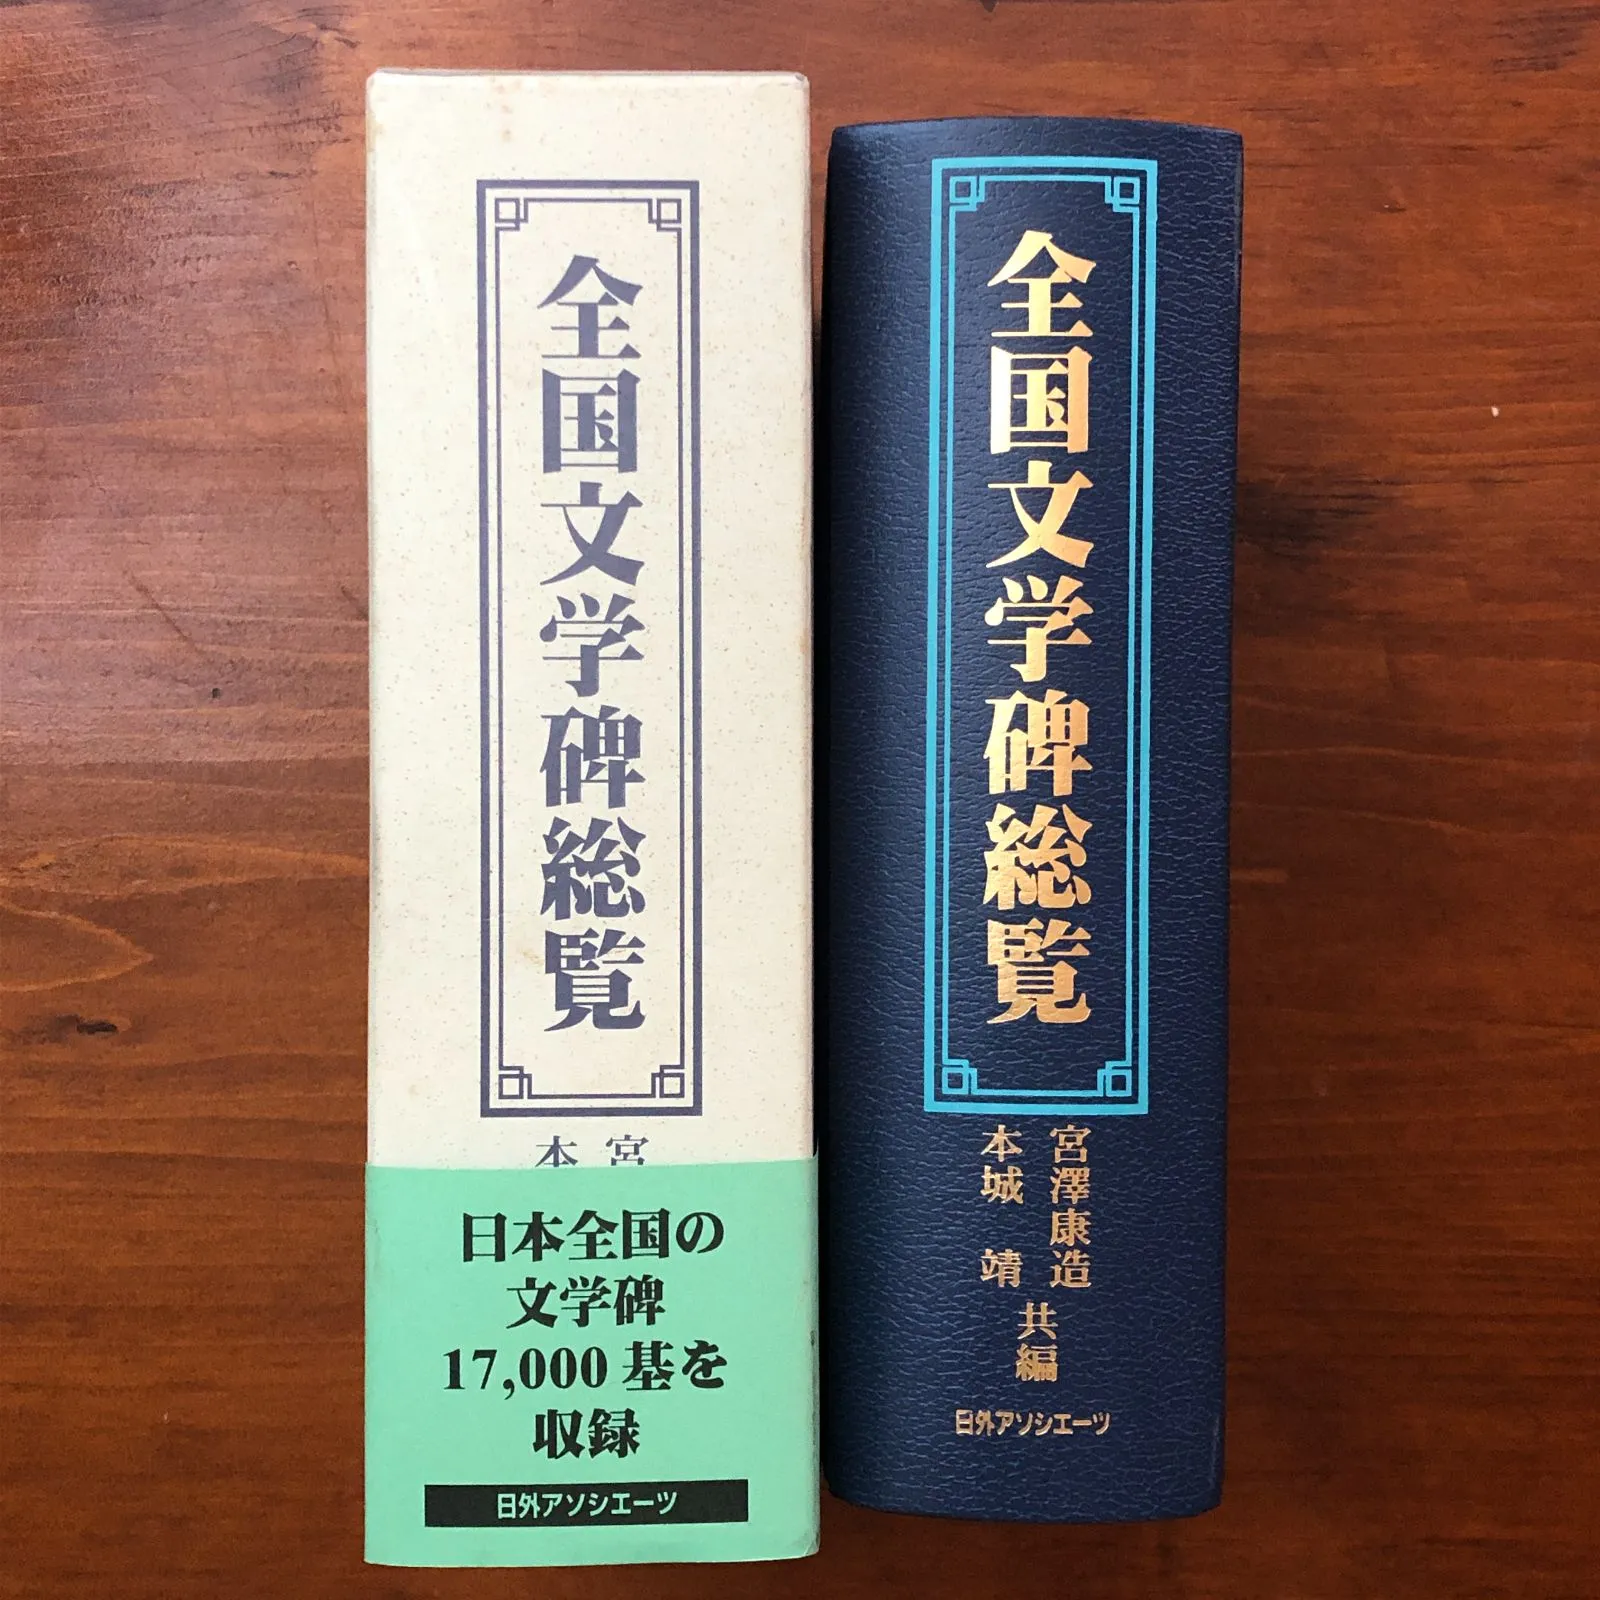 全国文学碑総覧
宮
本
日本全国の
文学碑
17,000基を
収録
日外アソシエーツ
全国文学碑総覧
宮澤康造
本城靖
共編
日外アソシエーツ